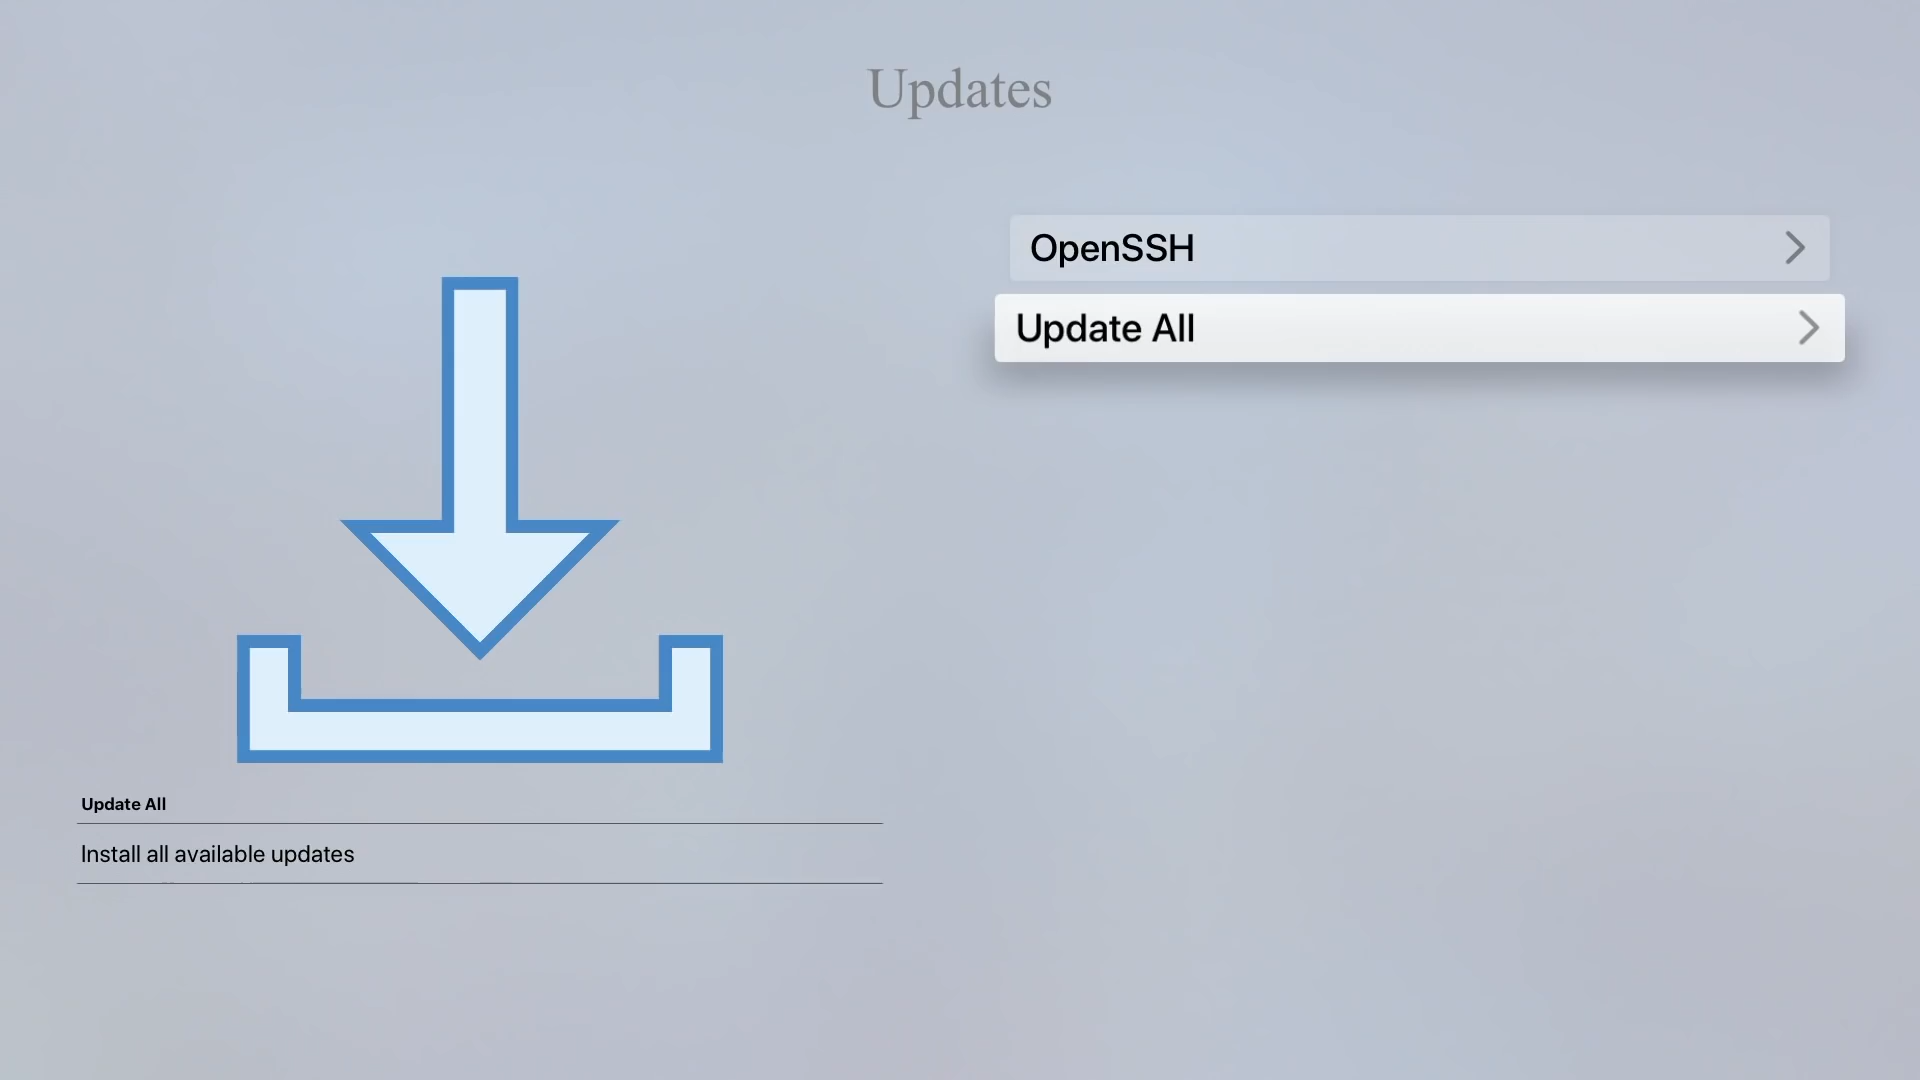 Updates
OpenSSH
Update All
Update All
Install all available updates